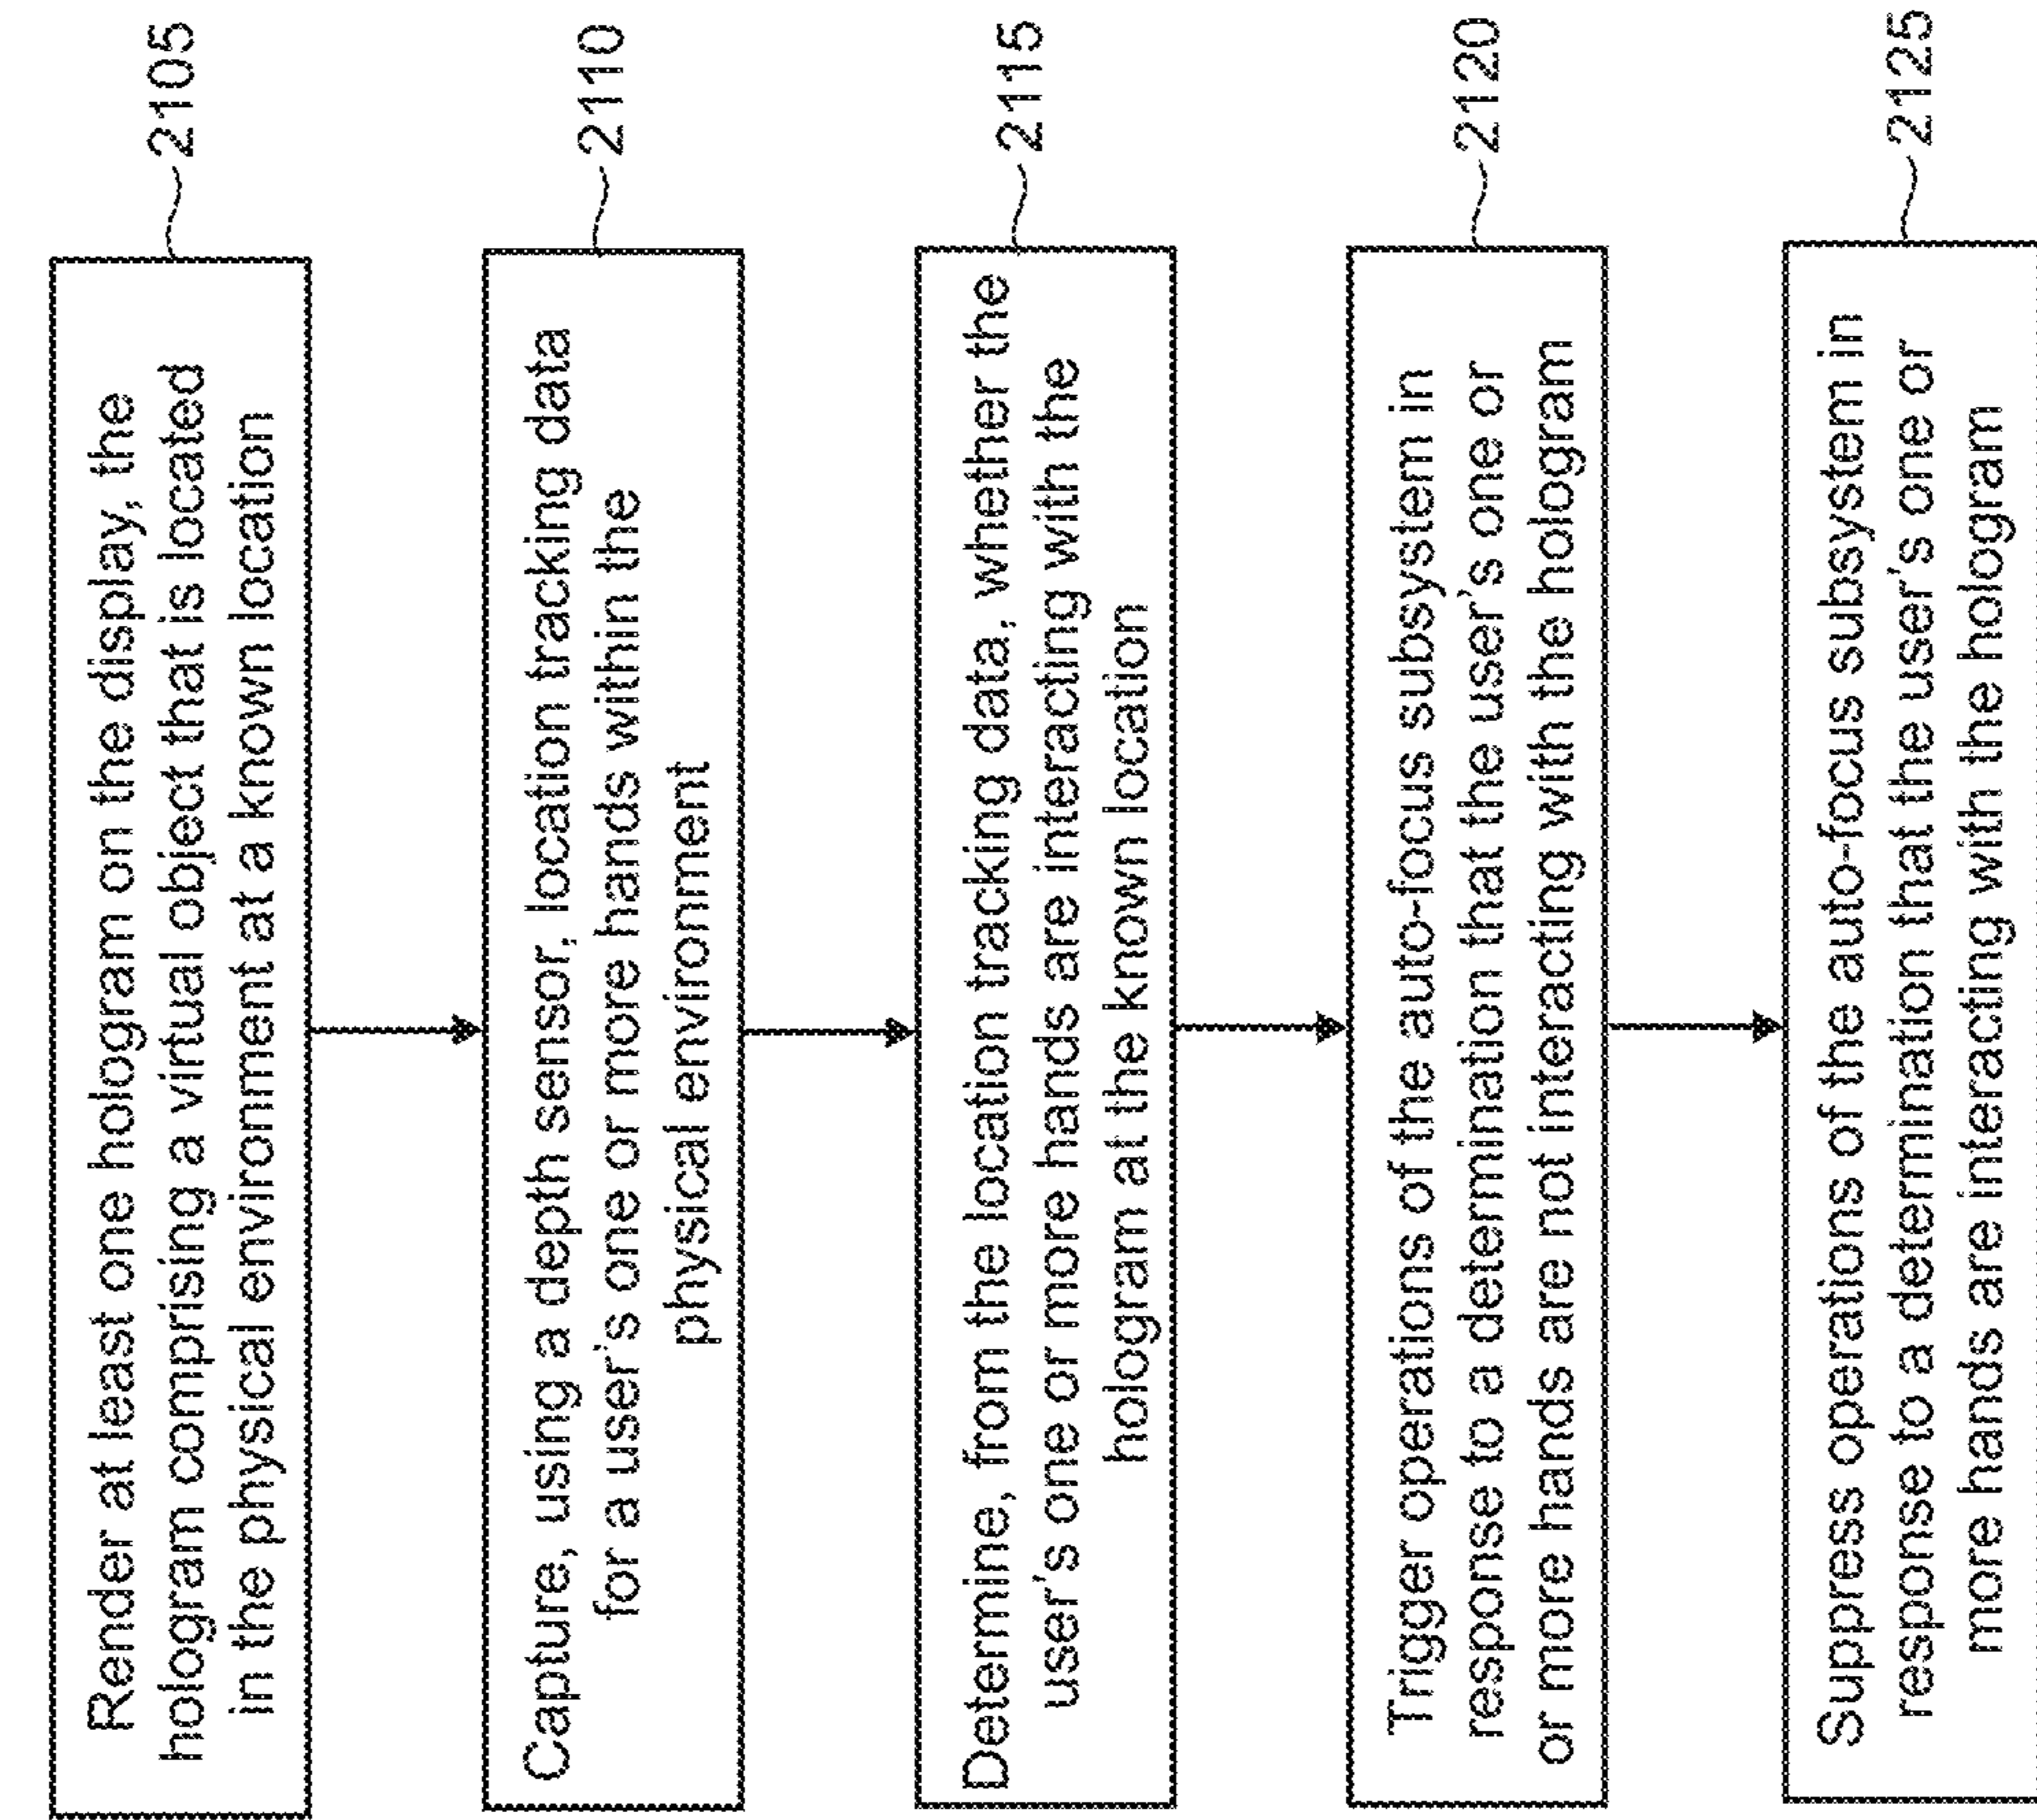 Render at least one hologram on the display, the
hologram comprising a virtual object that is located
in the physical environment at a known location
2105
Capture, using a depth sensor, location tracking data
for a user's one or more hands within the
physical environment
2110
Determine, from the location tracking data, whether the
user's one or more hands are interacting with the
hologram at the known location
2115
Trigger operations of the auto-focus subsystem in
response to a determination that the user's one or
or more hands are not interacting with the hologram
2120
Suppress operations of the auto-focus subsystem in
response to a determination that the user's one or
more hands are interacting with the hologram
2125